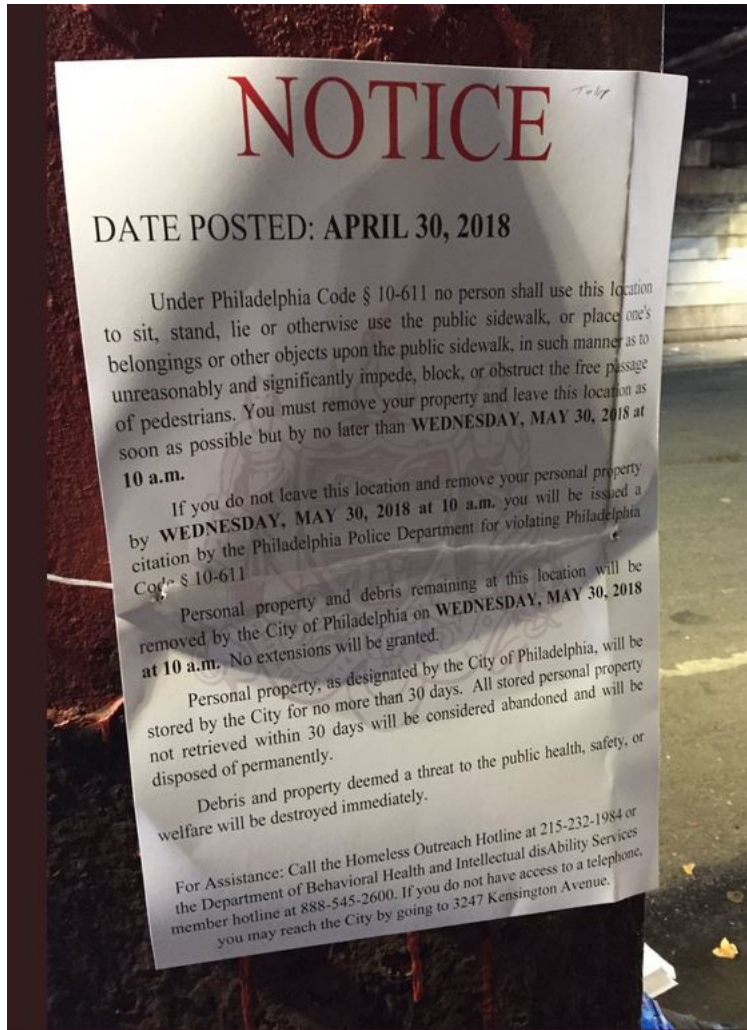 NOTICE
DATE POSTED: APRIL 30, 2018
Under Philadelphia Code § 10-611 no person shall use this location
to sit, stand, lie or otherwise use the public sidewalk, or place one's
belongings or other objects upon the public sidewalk, in such manner as to
unreasonably and significantly impede, block, or obstruct the free passage
of pedestrians. You must remove your property and leave this location as
soon as possible but by no later than WEDNESDAY, MAY 30, 2018 at
10 a.m.
If you do not leave this location and remove your personal property
by WEDNESDAY, MAY 30, 2018 at 10 a.m. you will be issued a
citation by the Philadelphia Police Department for violating Philadelphia
Code § 10-611
Personal property and debris remaining at this location will be
removed by the City of Philadelphia on WEDNESDAY, MAY 30, 2018
at 10 a.m. No extensions will be granted.
Personal property, as designated by the City of Philadelphia, will be
stored by the City for no more than 30 days. All stored personal property
not retrieved within 30 days will be considered abandoned and will be
disposed of permanently.
Debris and property deemed a threat to the public health, safety, or
welfare will be destroyed immediately.
For Assistance: Call the Homeless Outreach Hotline at 215-232-1984 or
the Department of Behavioral Health and Intellectual disAbility Services
member hotline at 888-545-2600. If you do not have access to a telephone,
you may reach the City by going to 3247 Kensington Avenue.